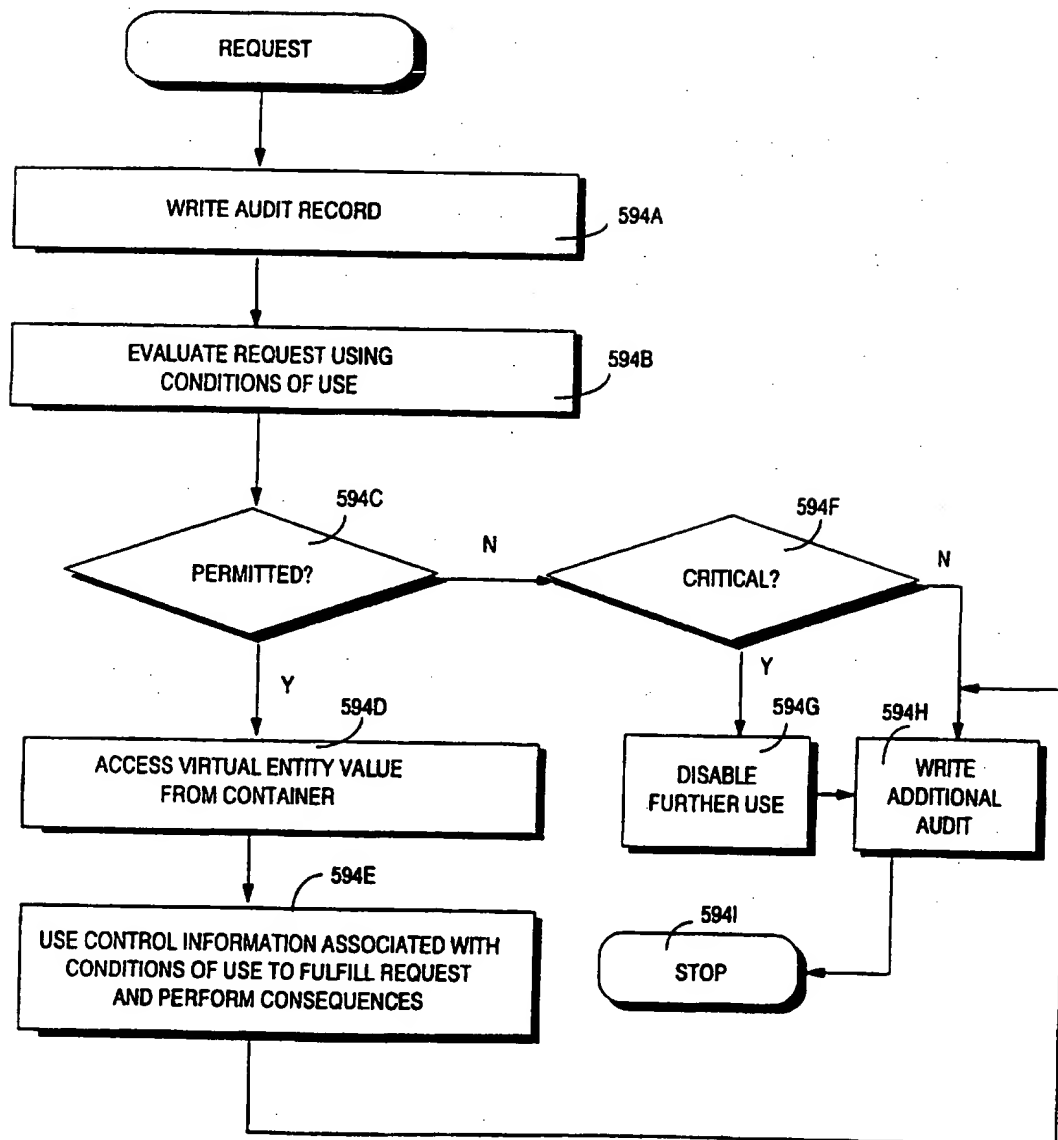 REQUEST
WRITE AUDIT RECORD
594A
EVALUATE REQUEST USING
CONDITIONS OF USE
594B
594C
PERMITTED?
N
Y
594F
CRITICAL?
N
Y
594D
ACCESS VIRTUAL ENTITY VALUE
FROM CONTAINER
594G
DISABLE
FURTHER USE
594H
WRITE
ADDITIONAL
AUDIT
594E
USE CONTROL INFORMATION ASSOCIATED WITH
CONDITIONS OF USE TO FULFILL REQUEST
AND PERFORM CONSEQUENCES
594I
STOP